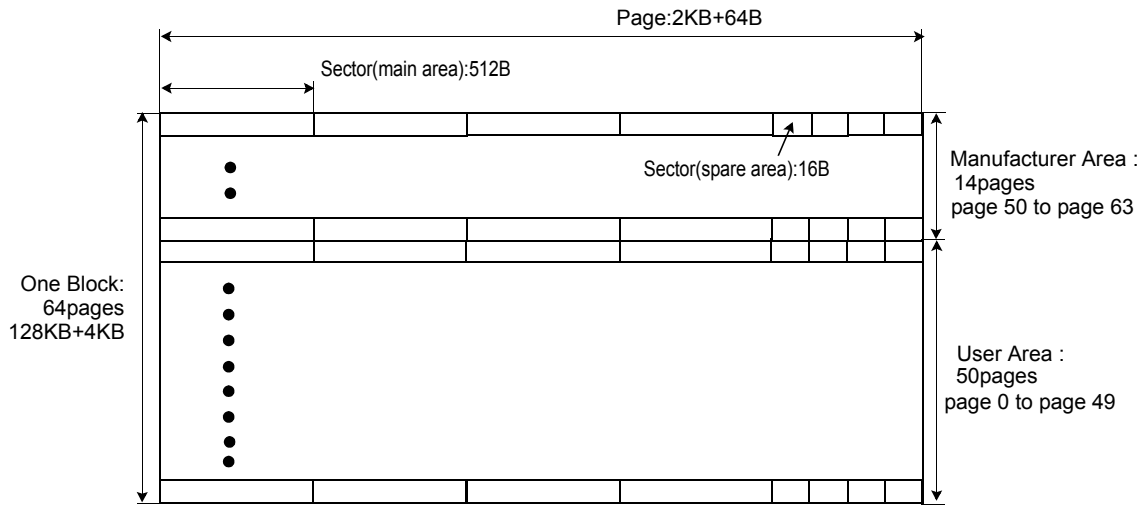 Page:2KB+64B
Sector(main area):512B
Sector(spare area):16B
Manufacturer Area :
14pages
page 50 to page 63
One Block:
64pages
128KB+4KB
User Area :
50pages
page 0 to page 49